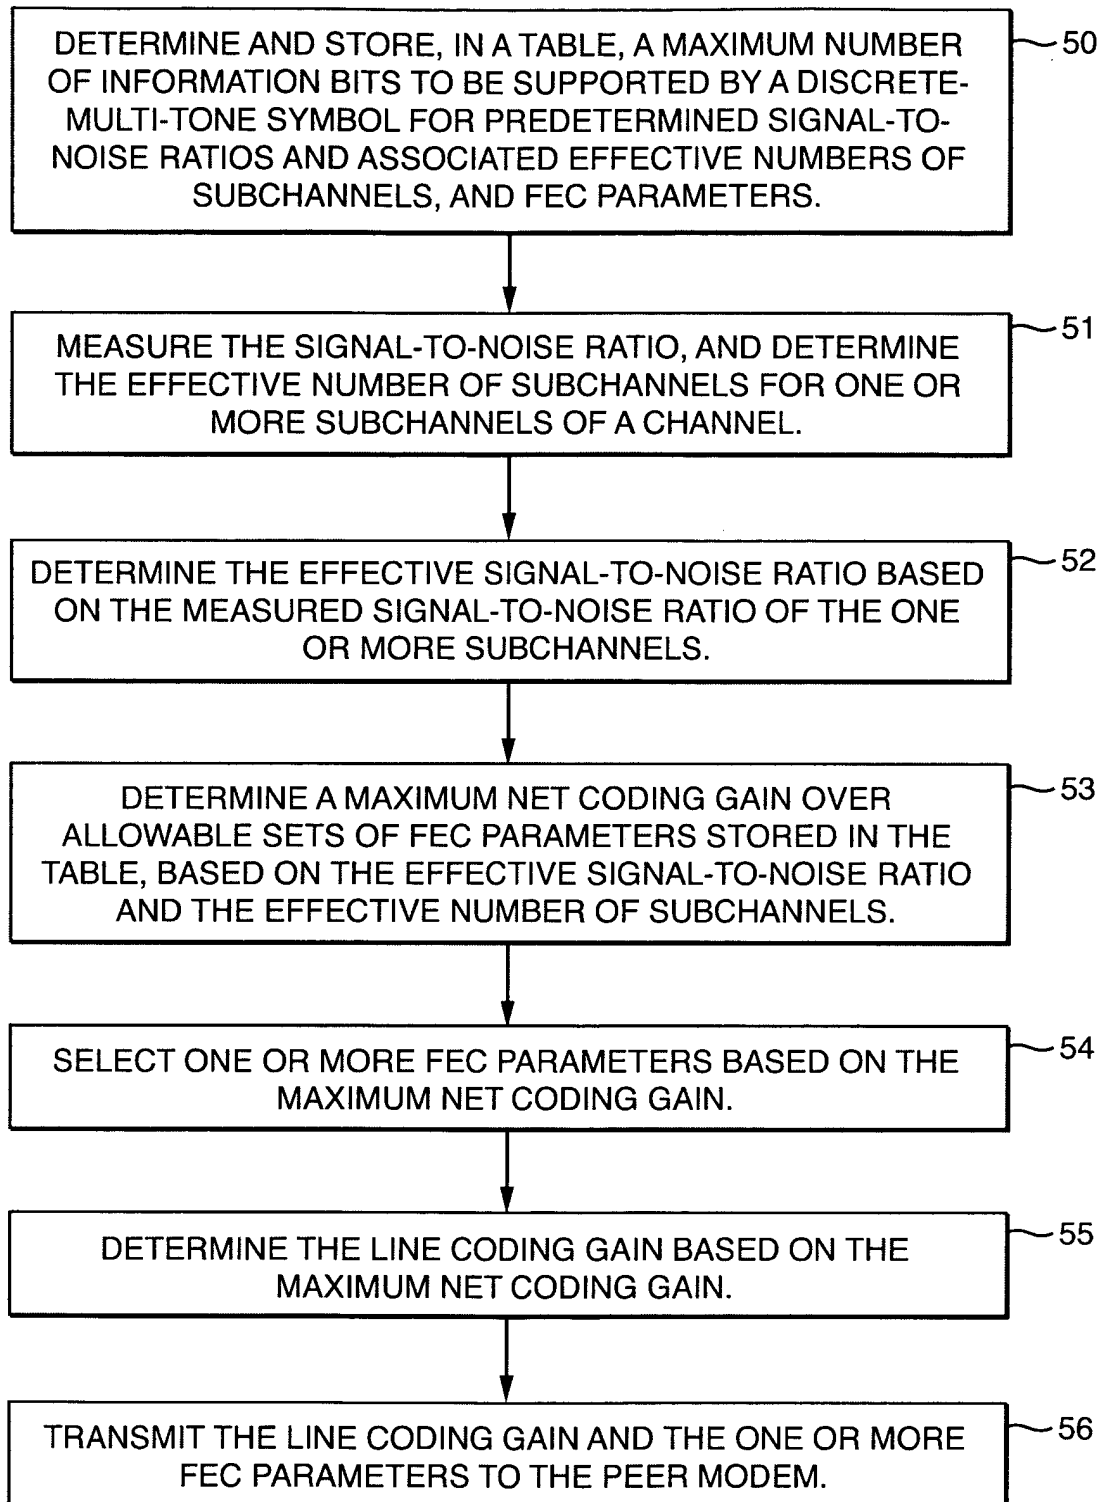 DETERMINE AND STORE, IN A TABLE, A MAXIMUM NUMBER
OF INFORMATION BITS TO BE SUPPORTED BY A DISCRETE-
MULTI-TONE SYMBOL FOR PREDETERMINED SIGNAL-TO-
NOISE RATIOS AND ASSOCIATED EFFECTIVE NUMBERS OF
SUBCHANNELS, AND FEC PARAMETERS.
50
MEASURE THE SIGNAL-TO-NOISE RATIO, AND DETERMINE
THE EFFECTIVE NUMBER OF SUBCHANNELS FOR ONE OR
MORE SUBCHANNELS OF A CHANNEL.
51
DETERMINE THE EFFECTIVE SIGNAL-TO-NOISE RATIO BASED
ON THE MEASURED SIGNAL-TO-NOISE RATIO OF THE ONE
OR MORE SUBCHANNELS.
52
DETERMINE A MAXIMUM NET CODING GAIN OVER
ALLOWABLE SETS OF FEC PARAMETERS STORED IN THE
TABLE, BASED ON THE EFFECTIVE SIGNAL-TO-NOISE RATIO
AND THE EFFECTIVE NUMBER OF SUBCHANNELS.
53
SELECT ONE OR MORE FEC PARAMETERS BASED ON THE
MAXIMUM NET CODING GAIN.
54
DETERMINE THE LINE CODING GAIN BASED ON THE
MAXIMUM NET CODING GAIN.
55
TRANSMIT THE LINE CODING GAIN AND THE ONE OR MORE
FEC PARAMETERS TO THE PEER MODEM.
56